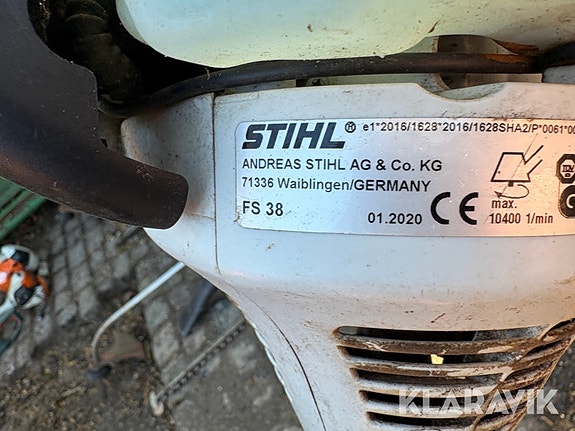 STIHL® e1*2016/1628*2016/1628SHA2/P*0061*0
ANDREAS STIHL AG & Co. KG
71336 Waiblingen/GERMANY
FS 38 01.2020 CE max. 10400 1/min
KLARAVIK.COM